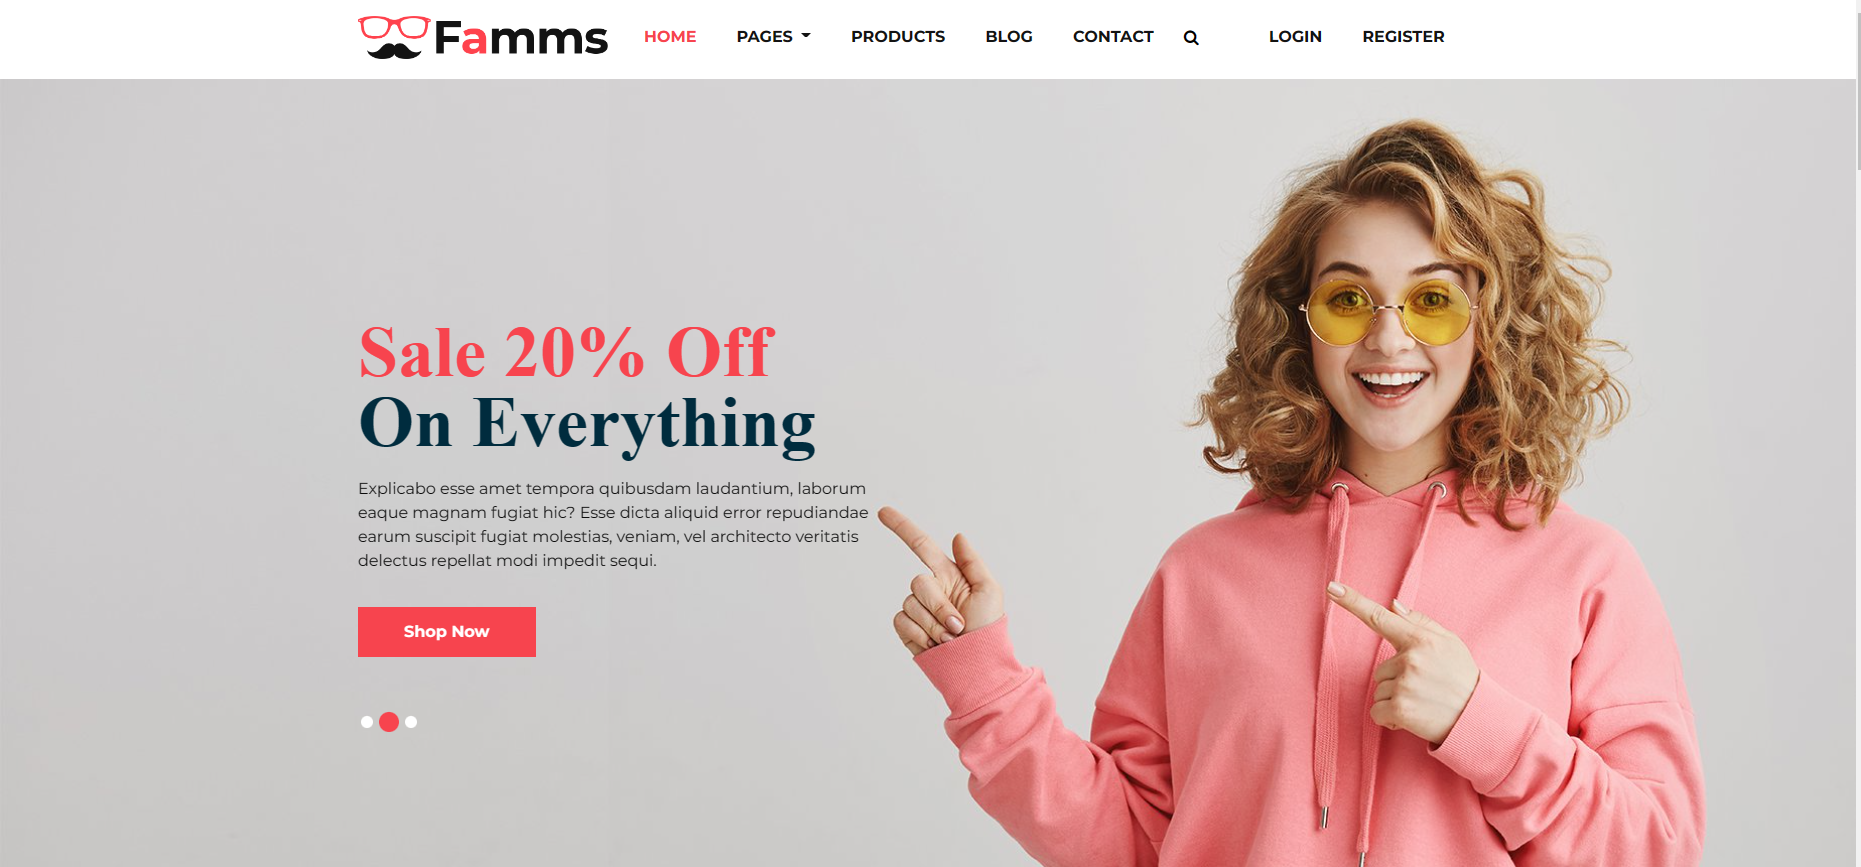 Famms HOME PAGES PRODUCTS BLOG CONTACT LOGIN REGISTER
Sale 20% Off
On Everything
Explicabo esse amet tempora quibusdam laudantium, laborum
eaque magnam fugiat hic? Esse dicta aliquid error repudiandae
earum suscipit fugiat molestias, veniam, vel architecto veritatis
delectus repellat modi impedit sequi.
Shop Now